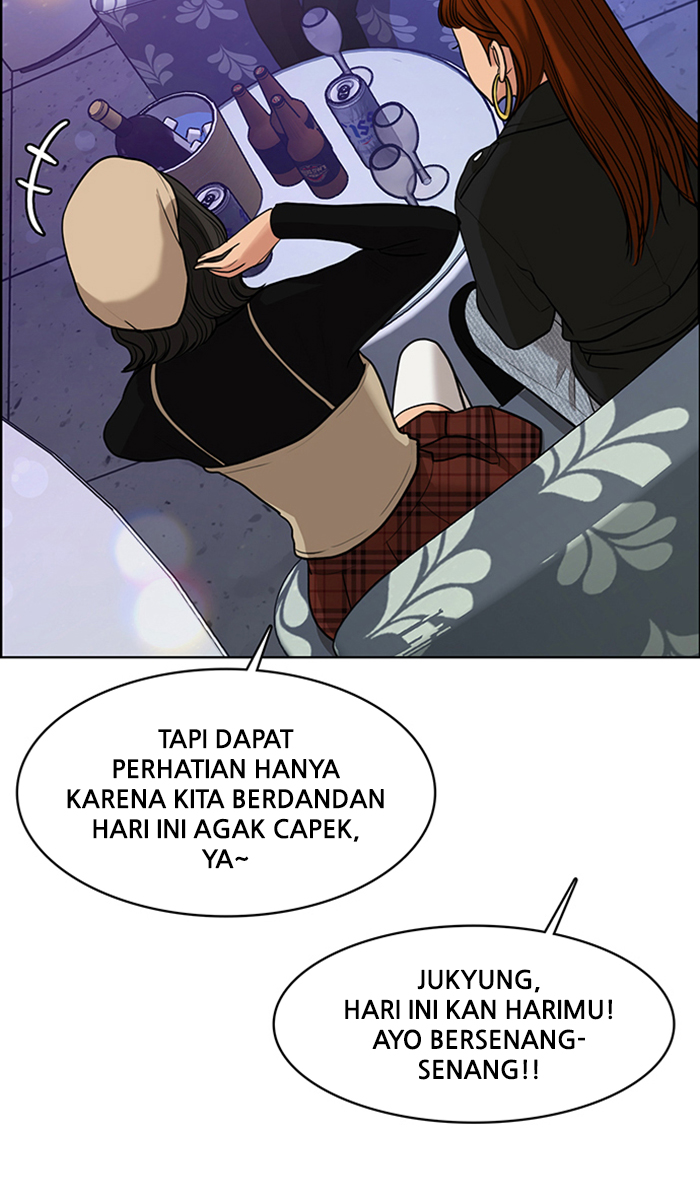 TAPI DAPAT
PERHATIAN HANYA
KARENA KITA BERDANDAN
HARI INI AGAK CAPEK,
YA~
JUKYUNG,
HARI INI KAN HARIMU!
AYO BERSENANG-
SENANG!!